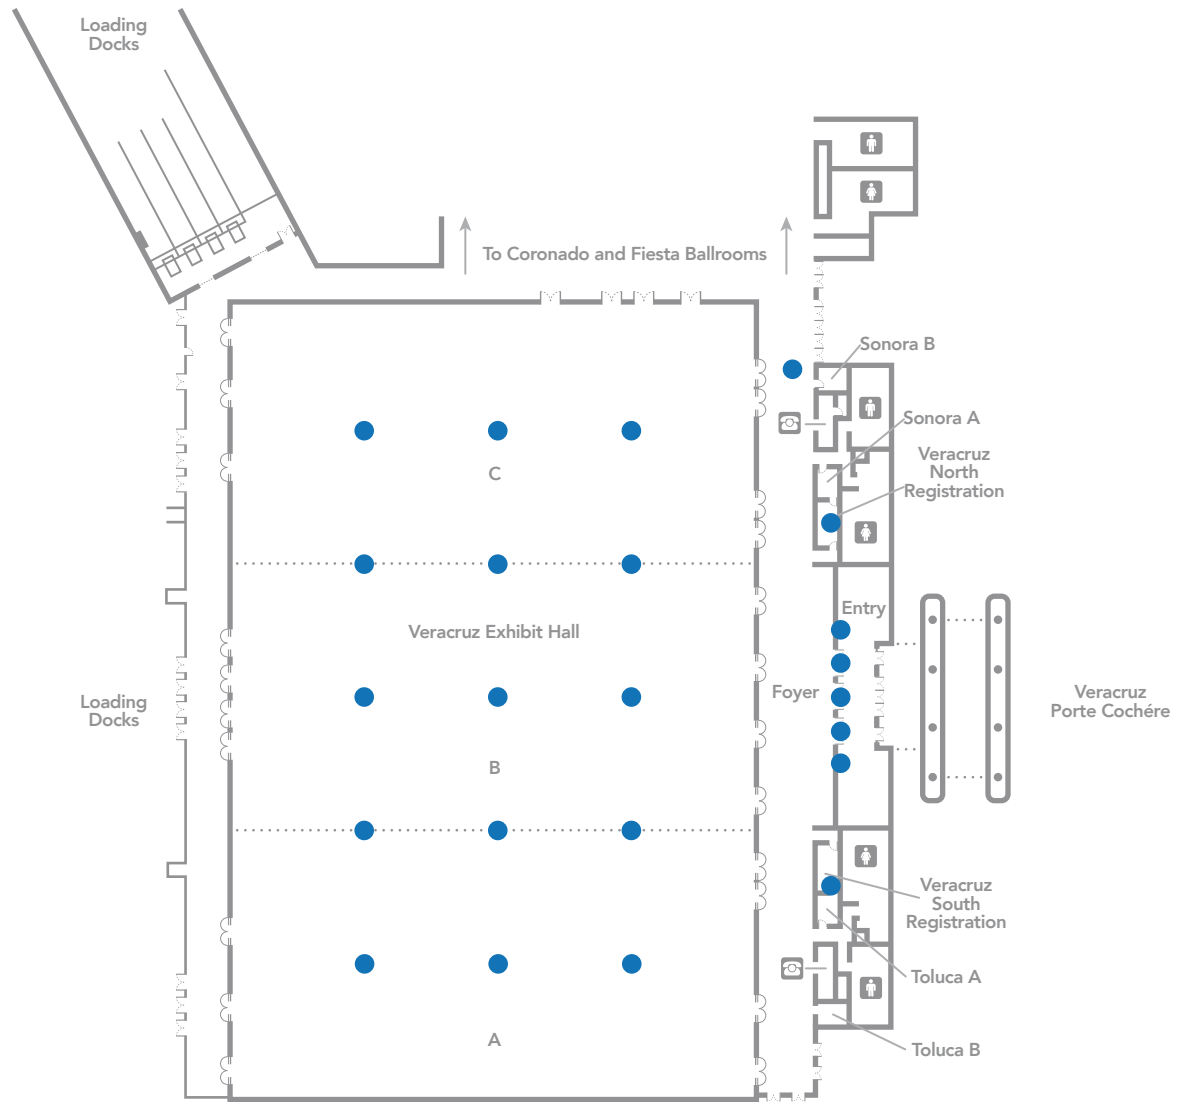 Loading
Docks
To Coronado and Fiesta Ballrooms
Sonora B
Sonora A
Veracruz
North
Registration
C
Entry
Veracruz Exhibit Hall
Foyer
Loading
Docks
Veracruz
Porte Cochére
B
Veracruz
South
Registration
Toluca A
A
Toluca B